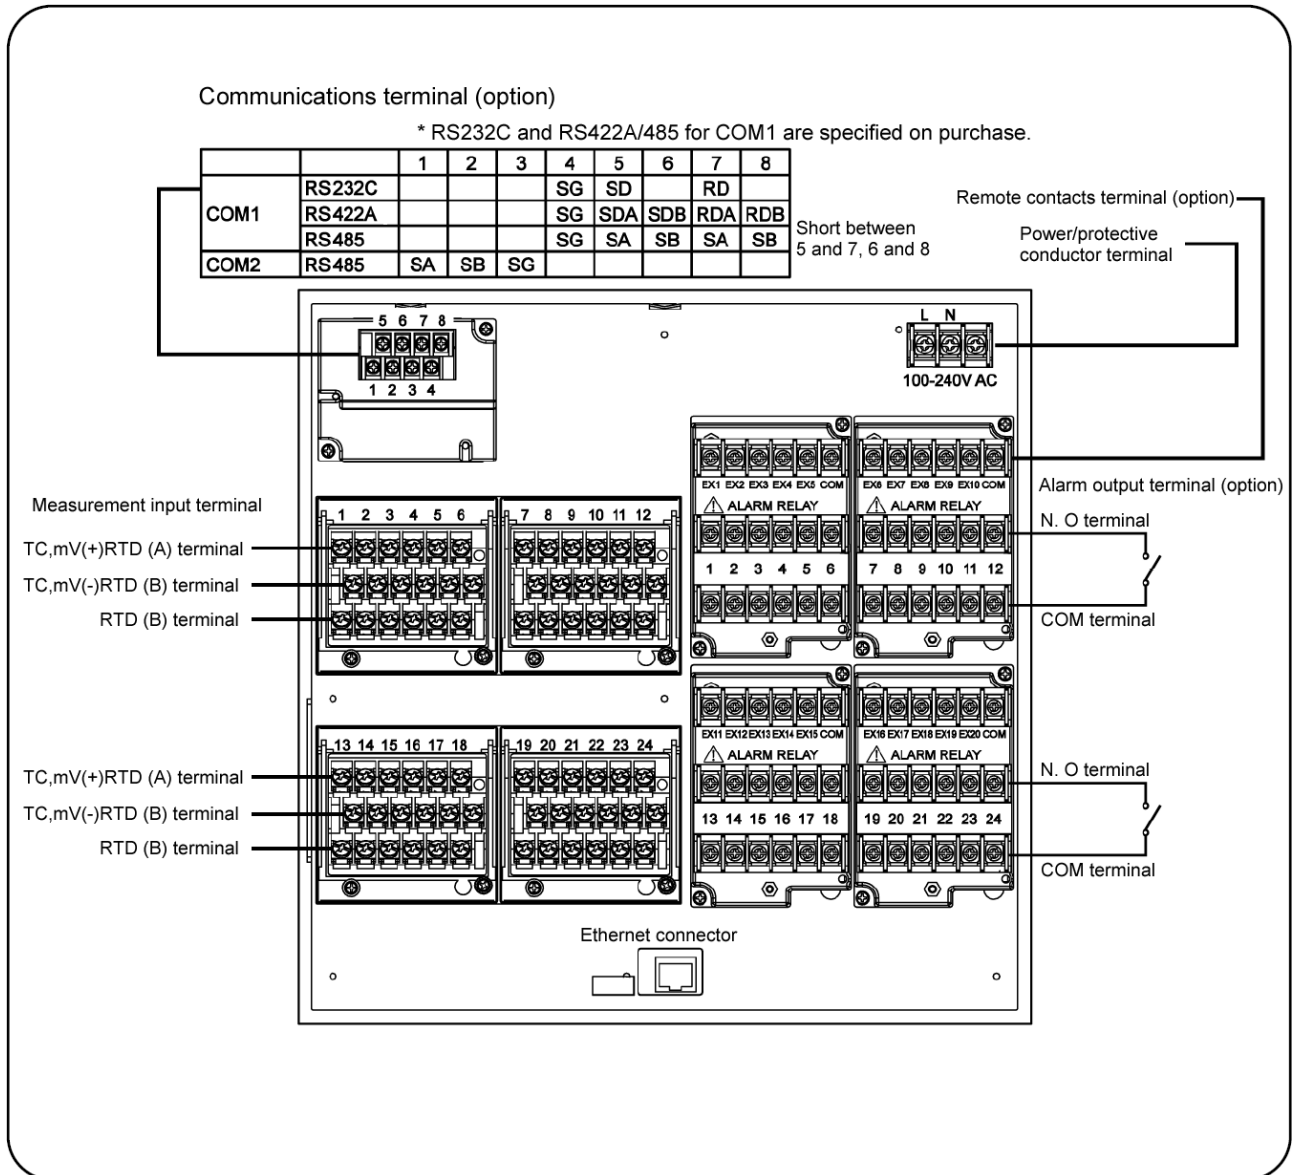 Communications terminal (option)
* RS232C and RS422A/485 for COM1 are specified on purchase.
1 2 3 4 5 6 7 8
COM1 RS232C SG SD RD
RS422A SG SDA SDB RDA RDB
RS485 SG SA SB SA SB
COM2 RS485 SA SB SG
Short between
5 and 7, 6 and 8
Remote contacts terminal (option)
Power/protective
conductor terminal
5 6 7 8
1 2 3 4
L N
100-240V AC
EX1 EX2 EX3 EX4 EX5 COM
EX6 EX7 EX8 EX9 EX10 COM
ALARM RELAY
ALARM RELAY
1 2 3 4 5 6
7 8 9 10 11 12
Alarm output terminal (option)
N. O terminal
COM terminal
Measurement input terminal
1 2 3 4 5 6
7 8 9 10 11 12
TC,mV(+)RTD (A) terminal
TC,mV(-)RTD (B) terminal
RTD (B) terminal
EX11 EX12 EX13 EX14 EX15 COM
EX16 EX17 EX18 EX19 EX20 COM
ALARM RELAY
ALARM RELAY
13 14 15 16 17 18
19 20 21 22 23 24
N. O terminal
COM terminal
13 14 15 16 17 18
19 20 21 22 23 24
TC,mV(+)RTD (A) terminal
TC,mV(-)RTD (B) terminal
RTD (B) terminal
Ethernet connector